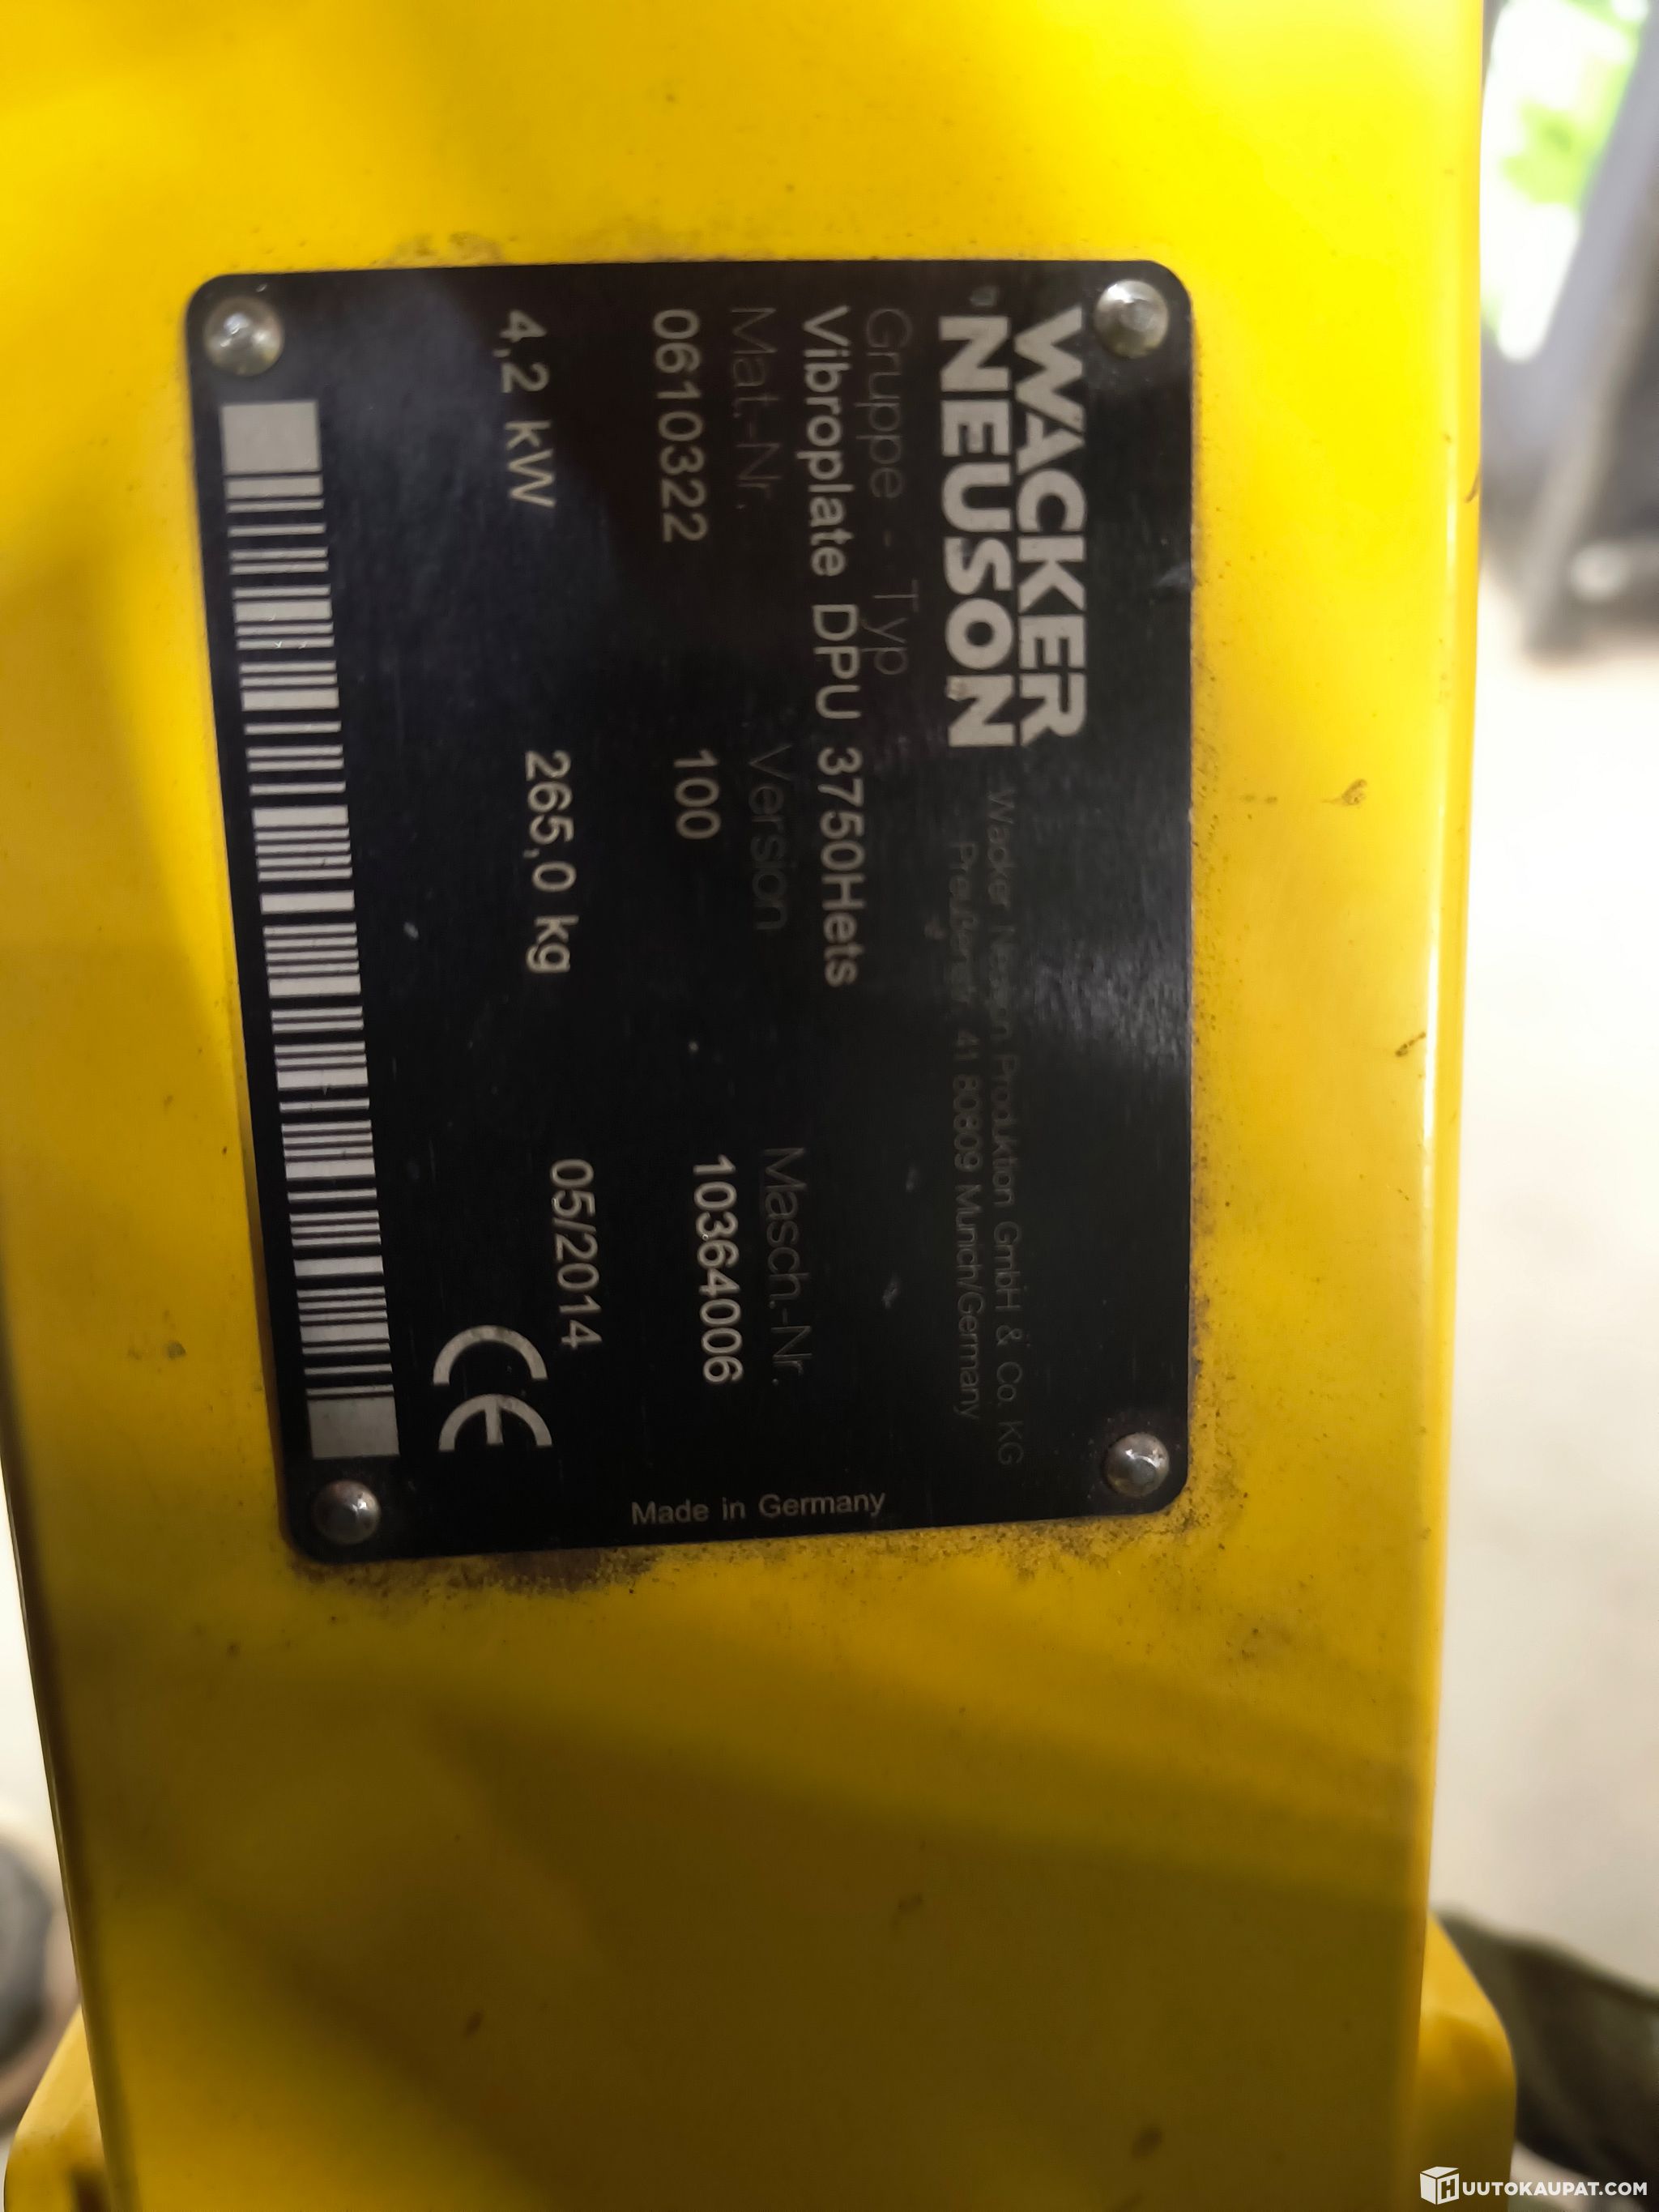 WACKER
NEUSON
Wacker Neuson Produktion GmbH & Co. KG
Preußenstr. 41 80809 Munich/Germany
Gruppe - Typ
Vibroplate DPU 3750Hets
Mat.-Nr. Version Masch.-Nr.
0610322 100 10364006
4,2 kW 265,0 kg 05/2014
CE
Made in Germany
HUUTOKAUPAT.COM